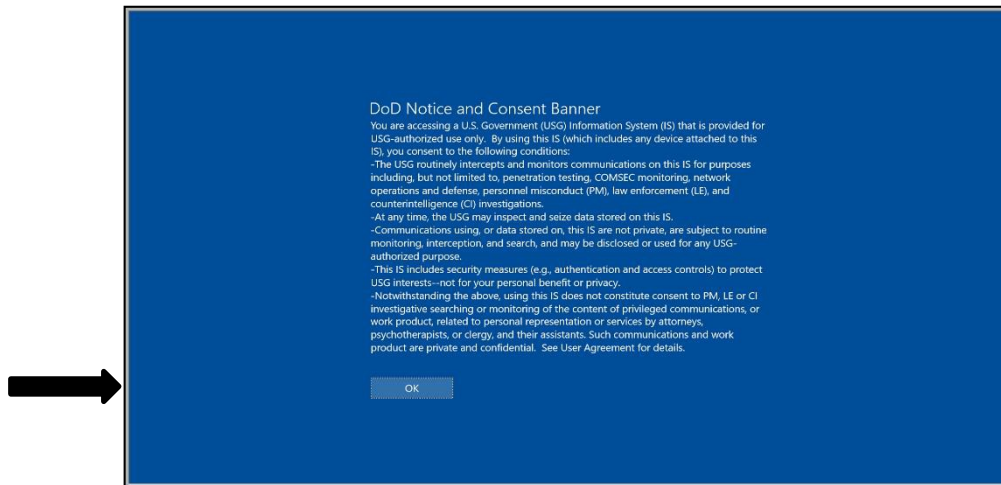 DoD Notice and Consent Banner
You are accessing a U.S. Government (USG) Information System (IS) that is provided for
USG-authorized use only.  By using this IS (which includes any device attached to this
IS), you consent to the following conditions:
-The USG routinely intercepts and monitors communications on this IS for purposes
including, but not limited to, penetration testing, COMSEC monitoring, network
operations and defense, personnel misconduct (PM), law enforcement (LE), and
counterintelligence (CI) investigations.
-At any time, the USG may inspect and seize data stored on this IS.
-Communications using, or data stored on, this IS are not private, are subject to routine
monitoring, interception, and search, and may be disclosed or used for any USG-
authorized purpose.
-This IS includes security measures (e.g., authentication and access controls) to protect
USG interests--not for your personal benefit or privacy.
-Notwithstanding the above, using this IS does not constitute consent to PM, LE or CI
investigative searching or monitoring of the content of privileged communications, or
work product, related to personal representation or services by attorneys,
psychotherapists, or clergy, and their assistants. Such communications and work
product are private and confidential.  See User Agreement for details.
OK